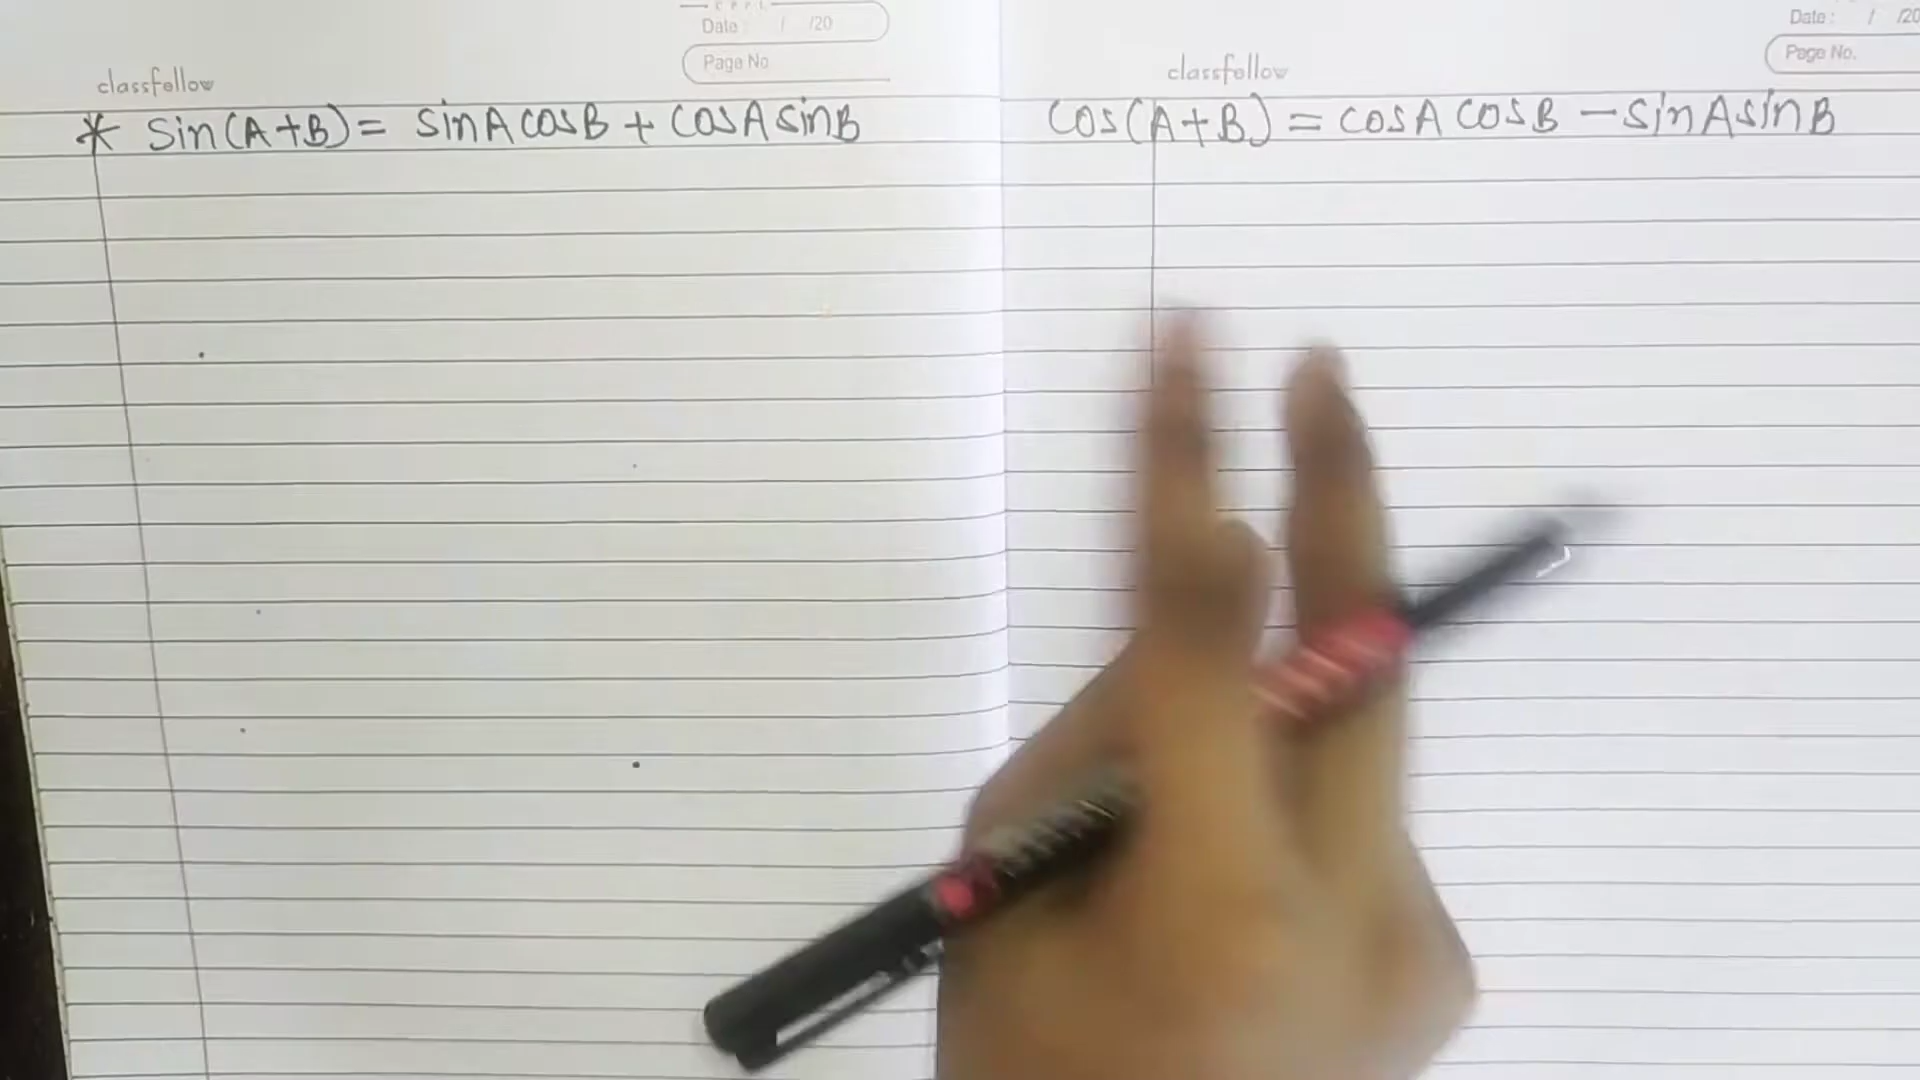 Date : / /20
Page No
classfellow
* Sin(A+B) = sinA cosB + cosA sinB
Date : / /20
Page No.
classfellow
Cos(A+B) = cosA cosB - sinA sinB